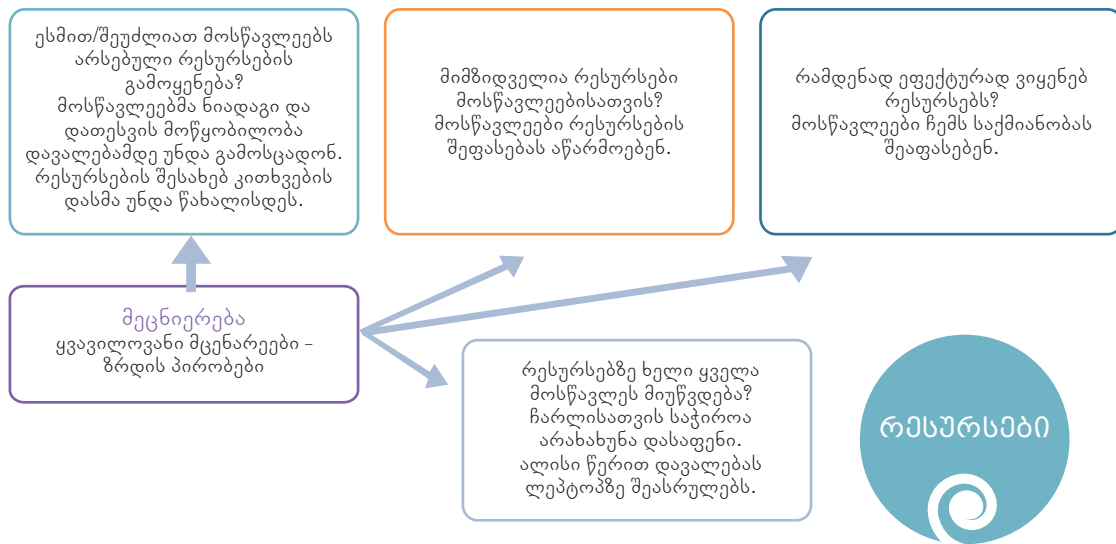 ესმით/შეუძლიათ მოსწავლეებს
არსებული რესურსების
გამოყენება?
მოსწავლეებმა ნიადაგი და
დათესვის მოწყობილობა
დავალებამდე უნდა გამოსცადონ.
რესურსების შესახებ კითხვების
დასმა უნდა წახალისდეს.
მიმზიდველია რესურსები
მოსწავლეებისათვის?
მოსწავლეები რესურსების
შეფასებას აწარმოებენ.
რამდენად ეფექტურად ვიყენებ
რესურსებს?
მოსწავლეები ჩემს საქმიანობას
შეაფასებენ.
მეცნიერება
ყვავილოვანი მცენარეები –
ზრდის პირობები
რესურსებზე ხელი ყველა
მოსწავლეს მიუწვდება?
ჩარლისათვის საჭიროა
არახახუნა დასაფენი.
ალისი წერით დავალებას
ლეპტოპზე შეასრულებს.
რესურსები